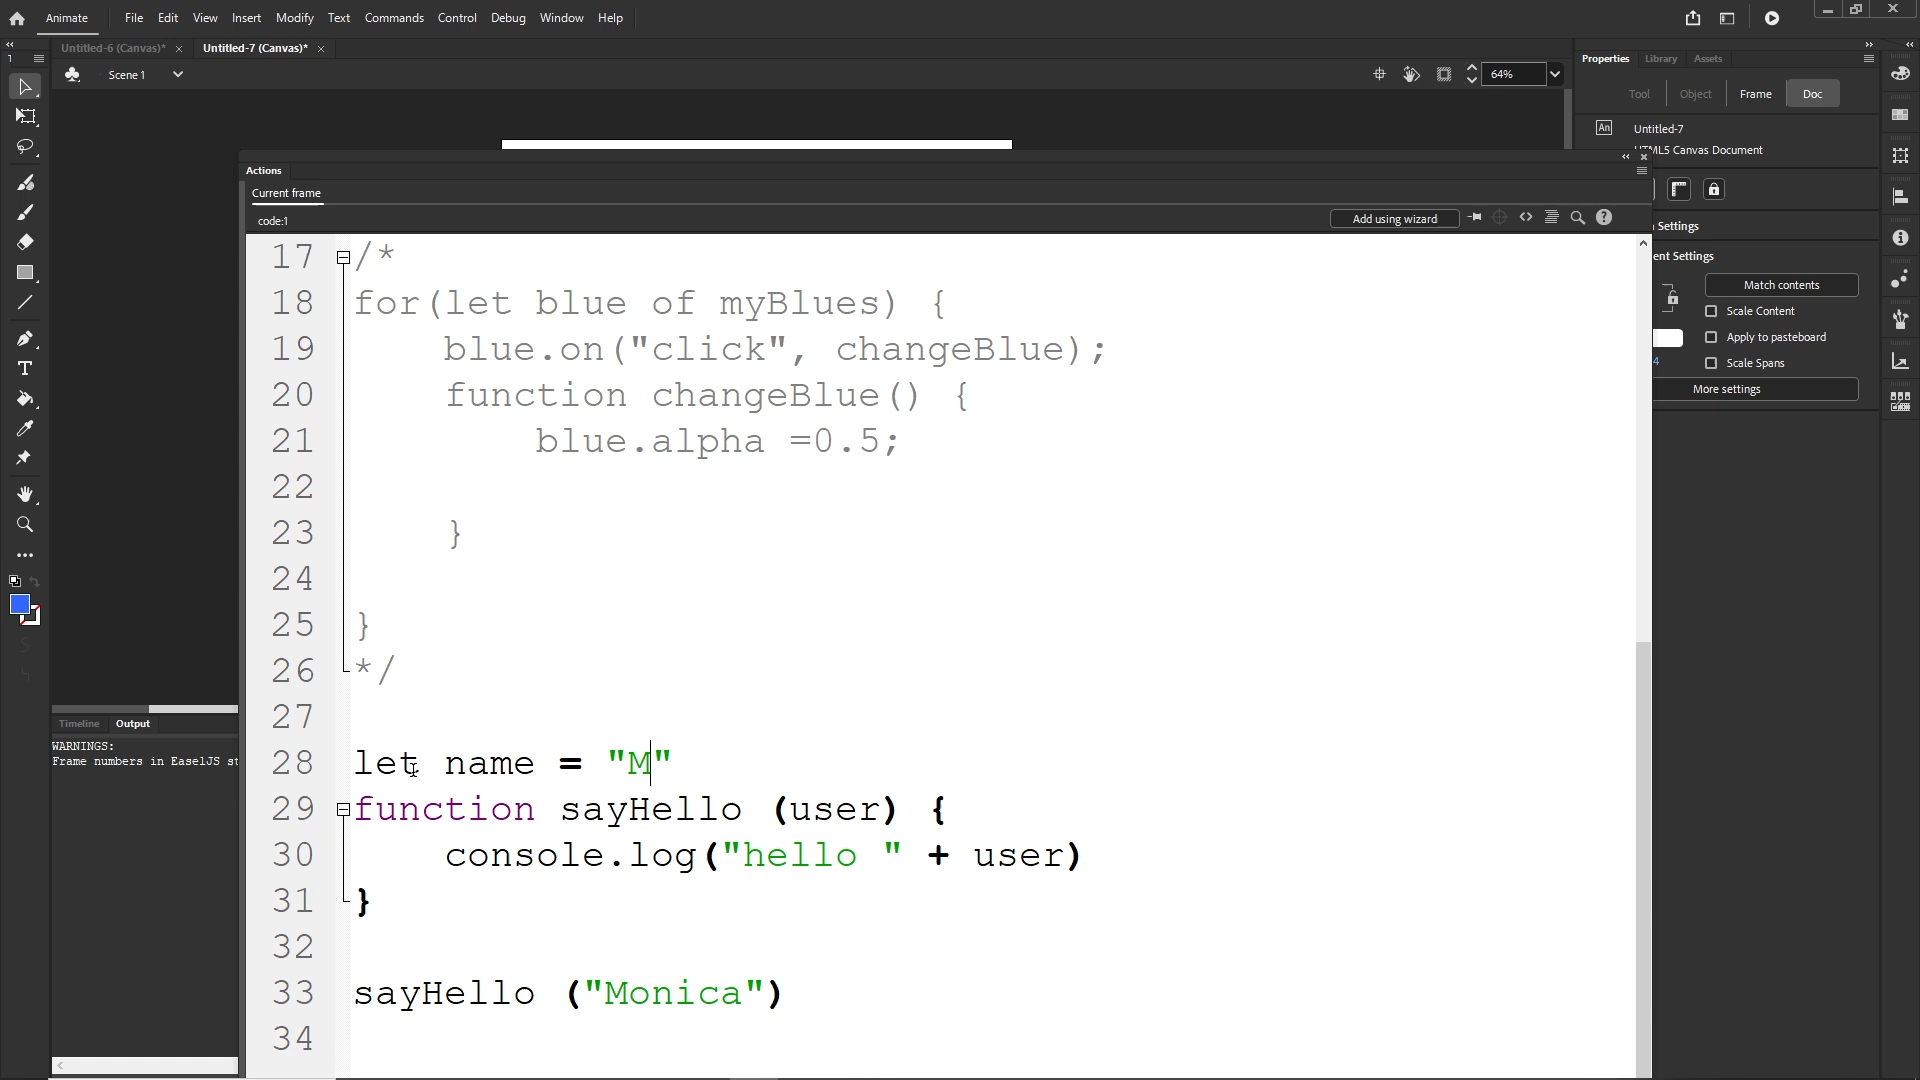 Animate File Edit View Insert Modify Text Commands Control Debug Window Help
Untitled-6 (Canvas)* × Untitled-7 (Canvas)* ×
Scene 1
64%
Properties Library Assets
Tool Object Frame Doc
An Untitled-7
HTML5 Canvas Document
Settings
ent Settings
Match contents
Scale Content
Apply to pasteboard
4
Scale Spans
More settings
Actions
Current frame
code:1
Add using wizard
17 /*
18 for(let blue of myBlues) {
19 blue.on("click", changeBlue);
20 function changeBlue() {
21 blue.alpha =0.5;
22
23 }
24
25 }
26 */
27
28 let name = "M"
29 function sayHello (user) {
30 console.log("hello " + user)
31 }
32
33 sayHello ("Monica")
34
Timeline Output
WARNINGS:
Frame numbers in EaselJS st